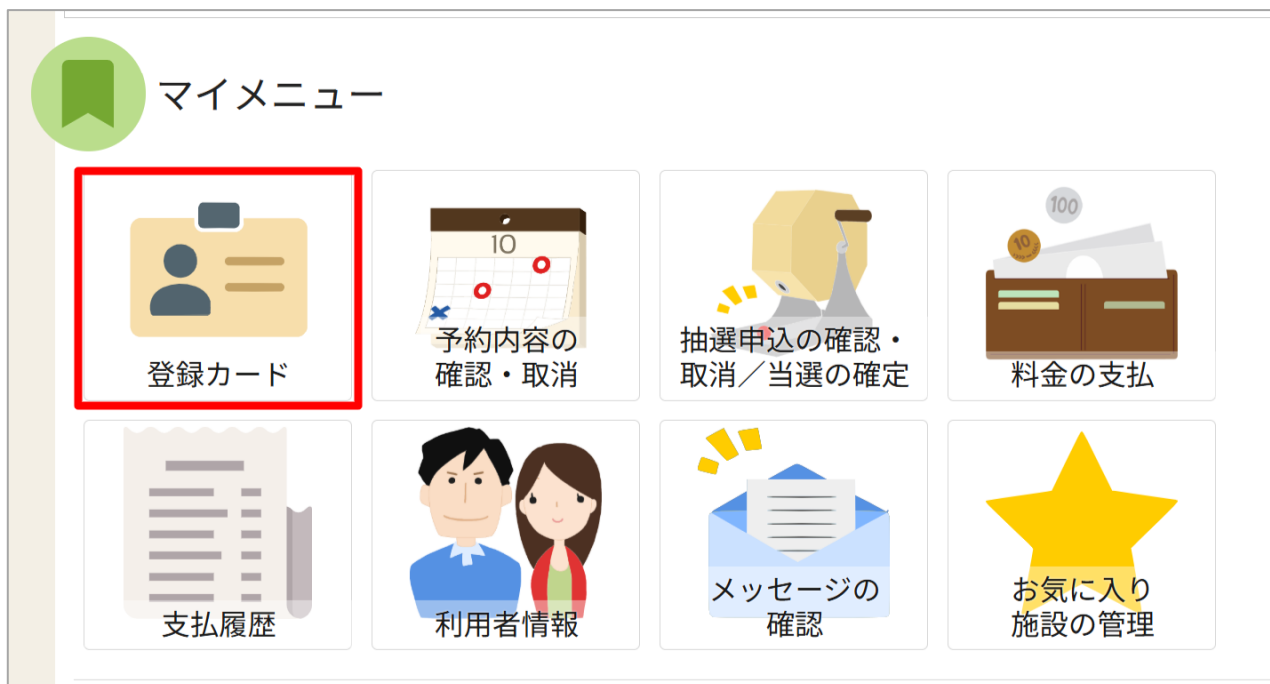 マイメニュー
登録カード
10
予約内容の
確認・取消
抽選申込の確認・
取消／当選の確定
100
10
料金の支払
支払履歴
利用者情報
メッセージの
確認
お気に入り
施設の管理